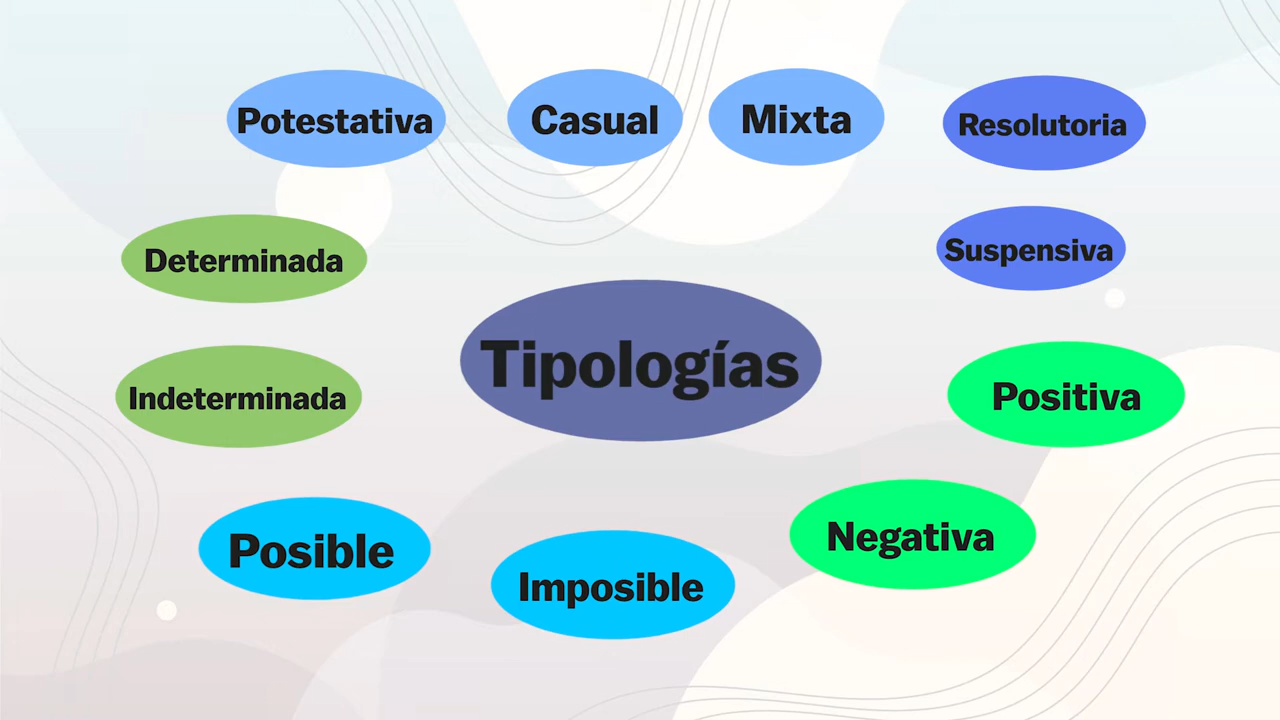 Potestativa
Casual
Mixta
Resolutoria
Determinada
Suspensiva
Tipologías
Indeterminada
Positiva
Posible
Imposible
Negativa